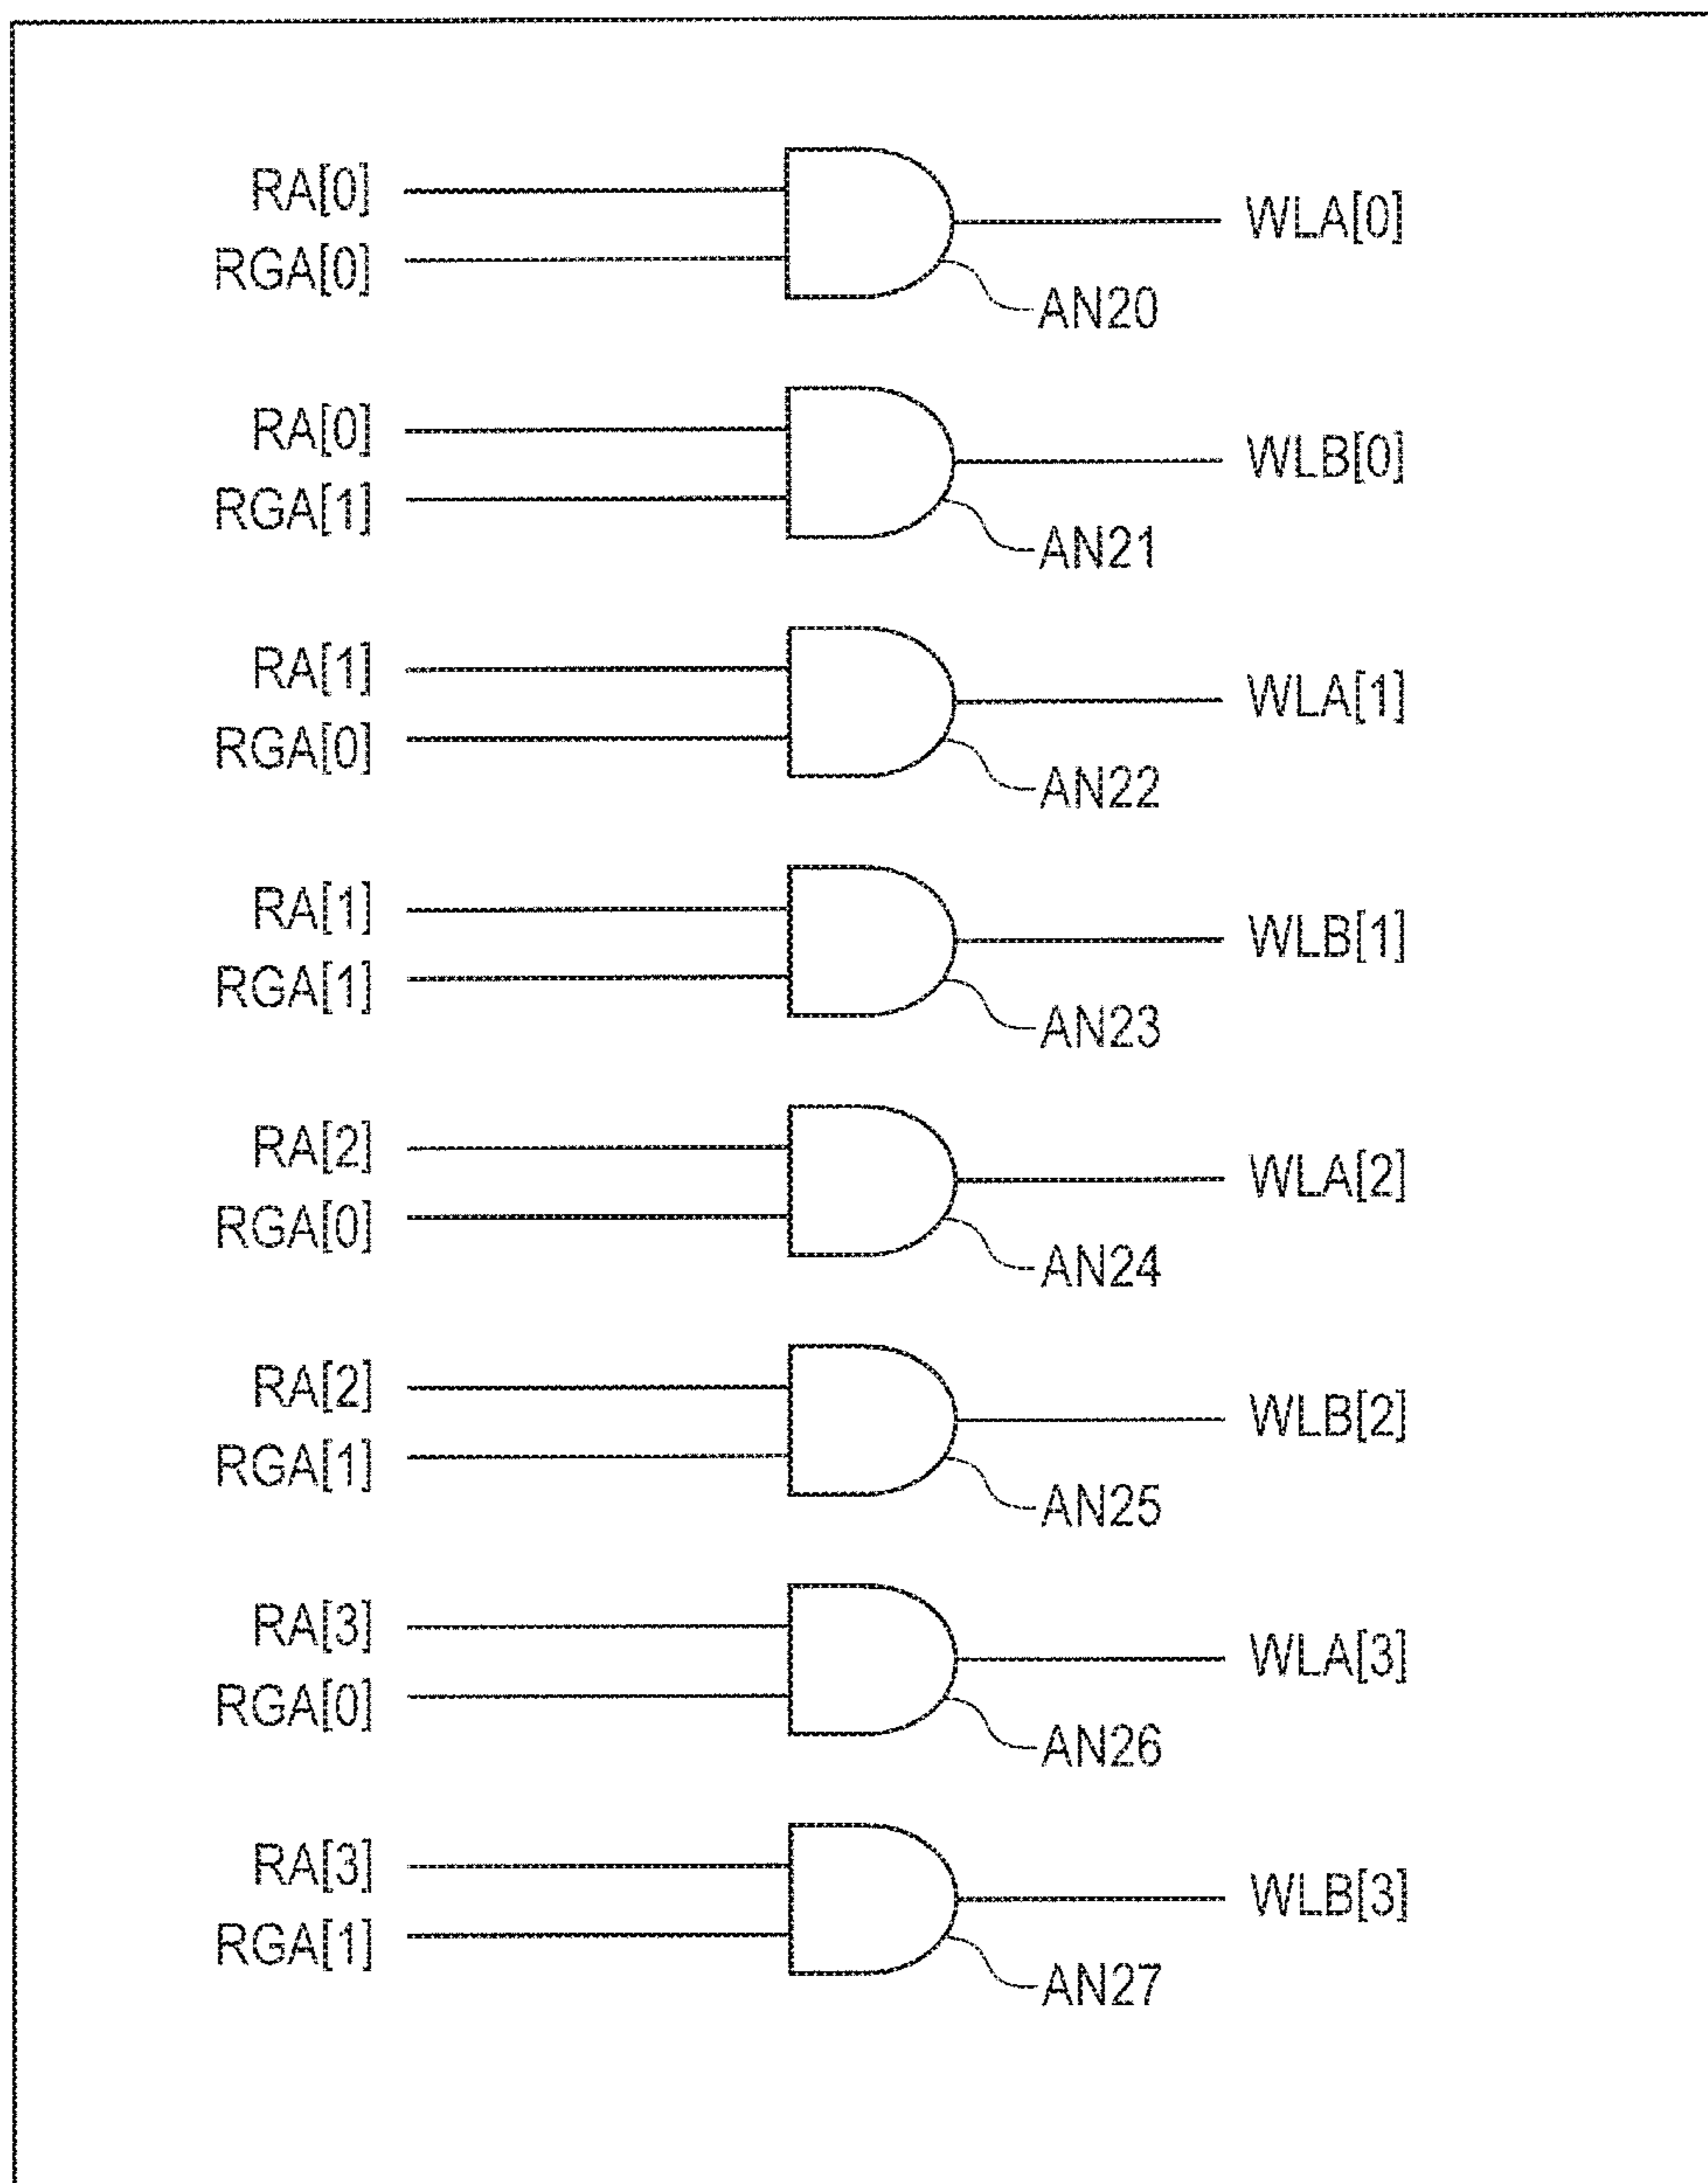 RA[0]
RGA[0]
WLA[0]
AN20
RA[0]
RGA[1]
WLB[0]
AN21
RA[1]
RGA[0]
WLA[1]
AN22
RA[1]
RGA[1]
WLB[1]
AN23
RA[2]
RGA[0]
WLA[2]
AN24
RA[2]
RGA[1]
WLB[2]
AN25
RA[3]
RGA[0]
WLA[3]
AN26
RA[3]
RGA[1]
WLB[3]
AN27